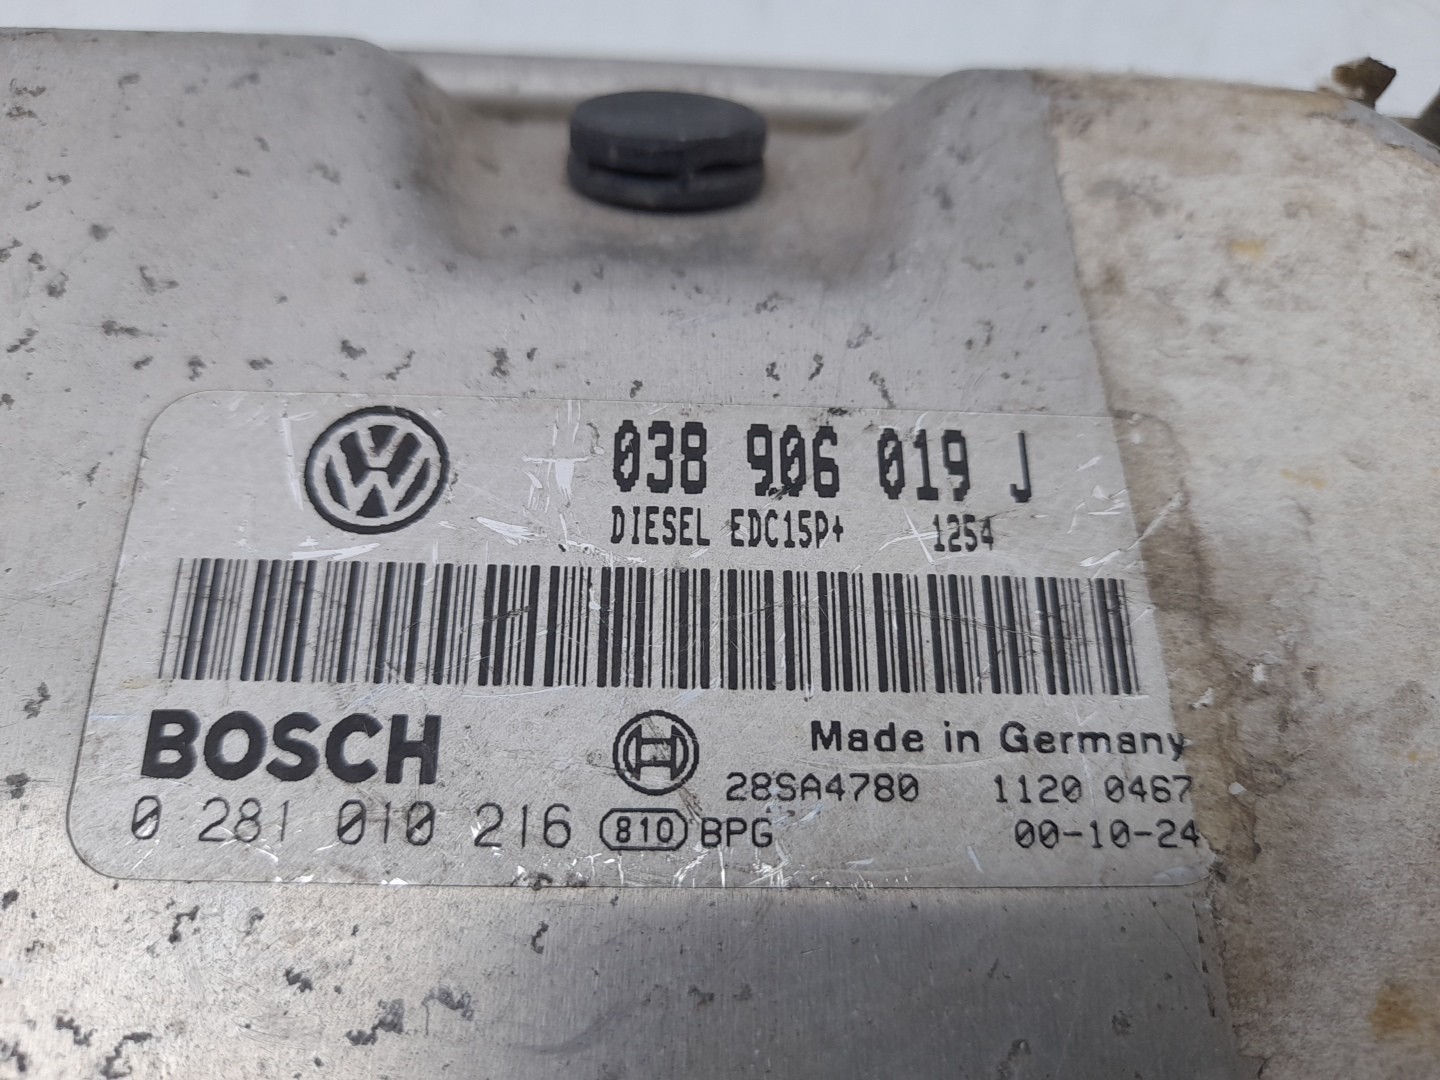 038 906 019 J
DIESEL EDC15P+ 1254
BOSCH
Made in Germany
28SA4780 1120 0467
0 281 010 216 810 BPG 00-10-24